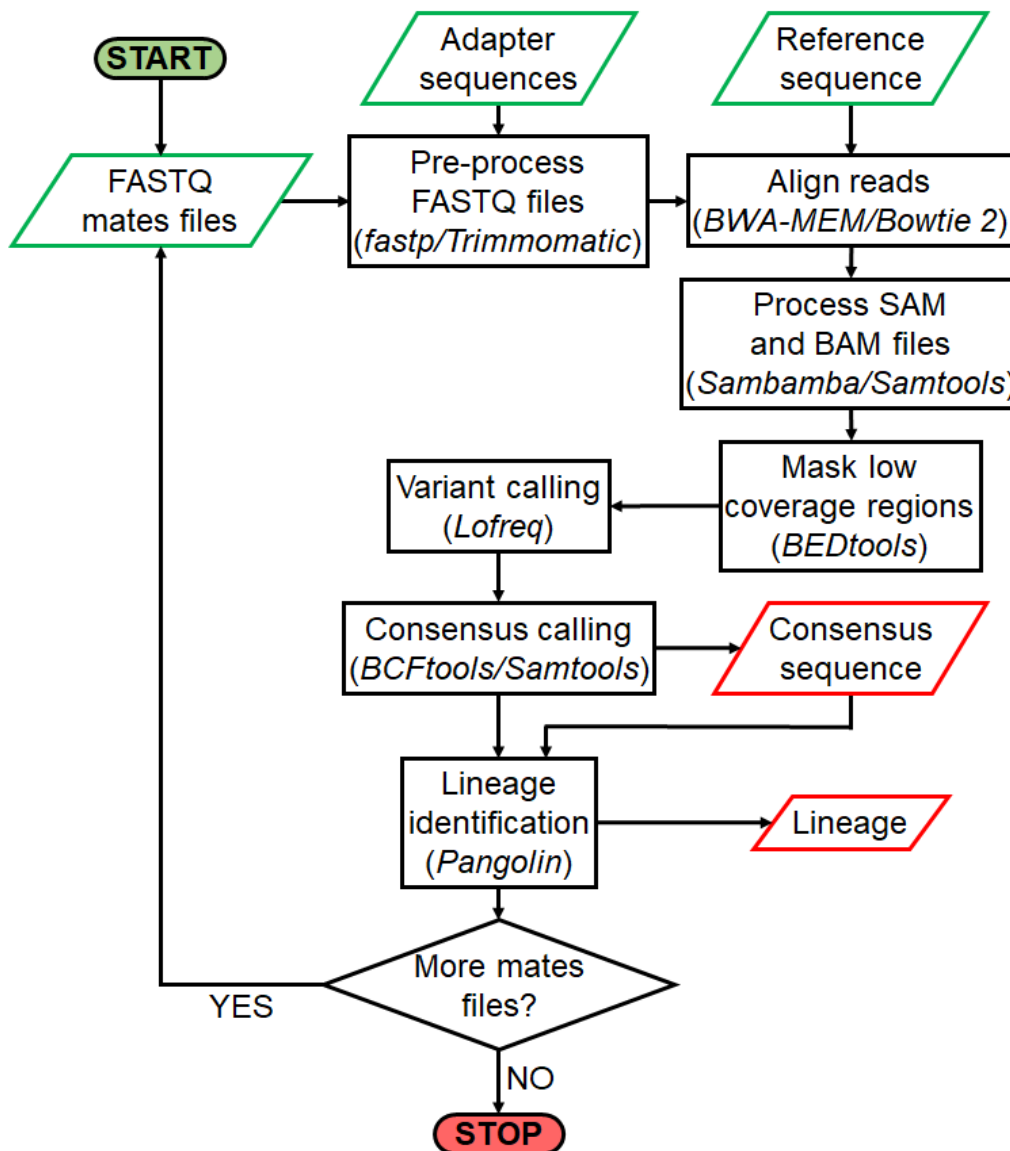 START
Adapter
sequences
Reference
sequence
FASTQ
mates files
Pre-process
FASTQ files
(fastp/Trimmomatic)
Align reads
(BWA-MEM/Bowtie 2)
Process SAM
and BAM files
(Sambamba/Samtools)
Mask low
coverage regions
(BEDtools)
Variant calling
(Lofreq)
Consensus calling
(BCFtools/Samtools)
Consensus
sequence
Lineage
identification
(Pangolin)
Lineage
More mates
files?
YES
NO
STOP